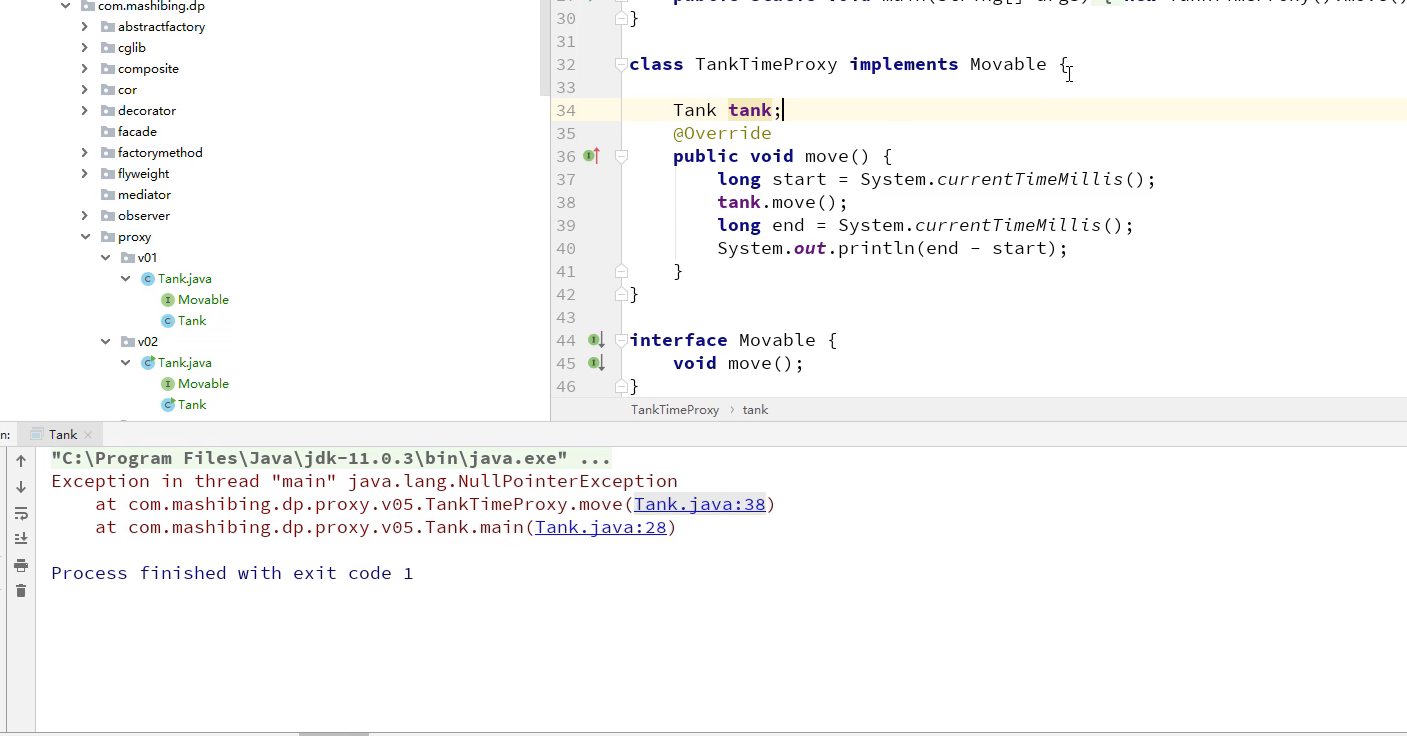 com.mashibing.dp
abstractfactory
cglib
composite
cor
decorator
facade
factorymethod
flyweight
mediator
observer
proxy
v01
Tank.java
Movable
Tank
v02
Tank.java
Movable
Tank
30 }
31
32 class TankTimeProxy implements Movable {
33
34 Tank tank;
35 @Override
36 public void move() {
37 long start = System.currentTimeMillis();
38 tank.move();
39 long end = System.currentTimeMillis();
40 System.out.println(end - start);
41 }
42 }
43
44 interface Movable {
45 void move();
46 }
TankTimeProxy › tank
n: Tank ×
"C:\Program Files\Java\jdk-11.0.3\bin\java.exe" ...
Exception in thread "main" java.lang.NullPointerException
at com.mashibing.dp.proxy.v05.TankTimeProxy.move(Tank.java:38)
at com.mashibing.dp.proxy.v05.Tank.main(Tank.java:28)
Process finished with exit code 1